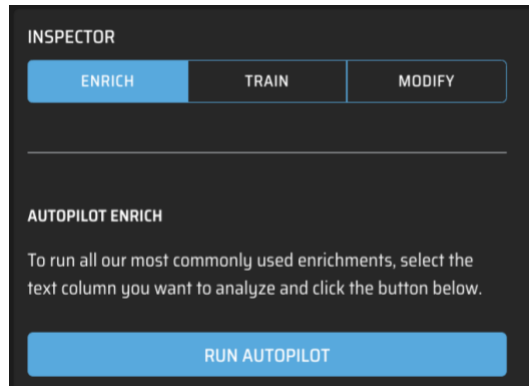 INSPECTOR
ENRICH TRAIN MODIFY
AUTOPILOT ENRICH
To run all our most commonly used enrichments, select the
text column you want to analyze and click the button below.
RUN AUTOPILOT